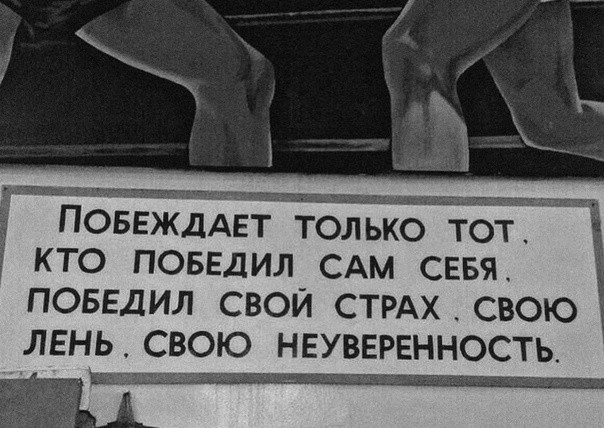 ПОБЕЖДАЕТ ТОЛЬКО ТОТ,
КТО ПОБЕДИЛ САМ СЕБЯ.
ПОБЕДИЛ СВОЙ СТРАХ, СВОЮ
ЛЕНЬ, СВОЮ НЕУВЕРЕННОСТЬ.